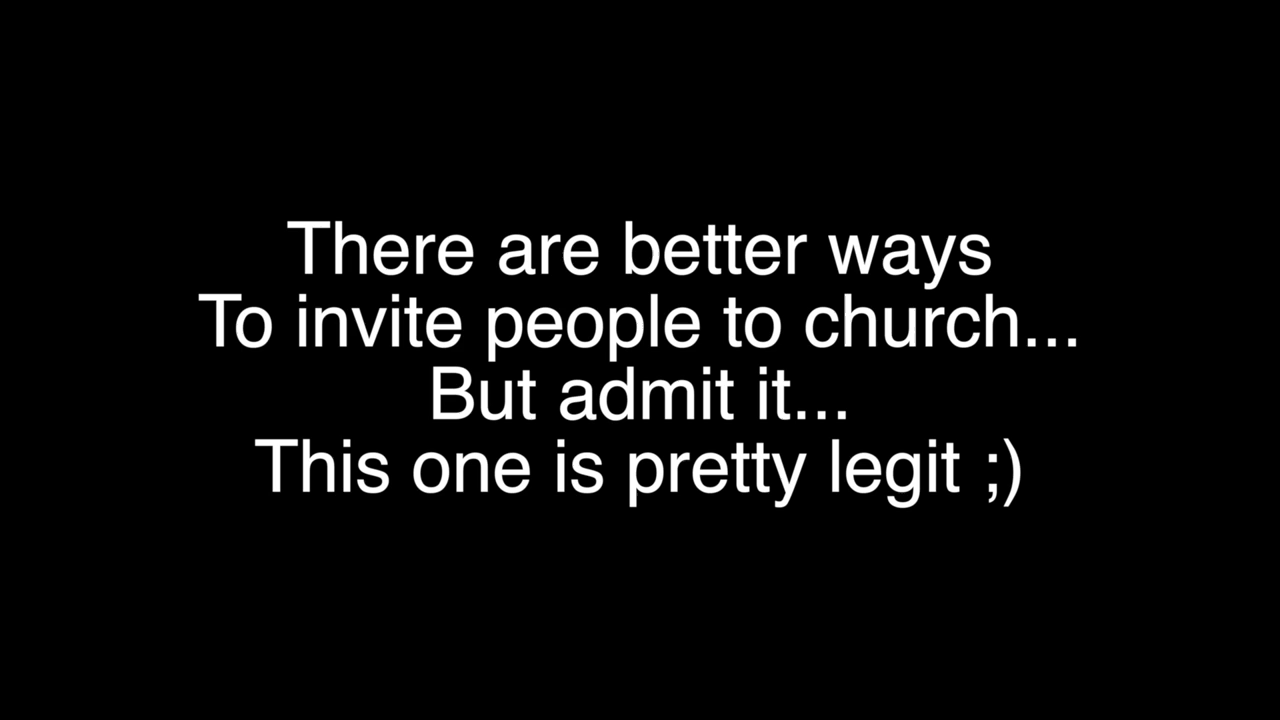 There are better ways
To invite people to church...
But admit it...
This one is pretty legit ;)